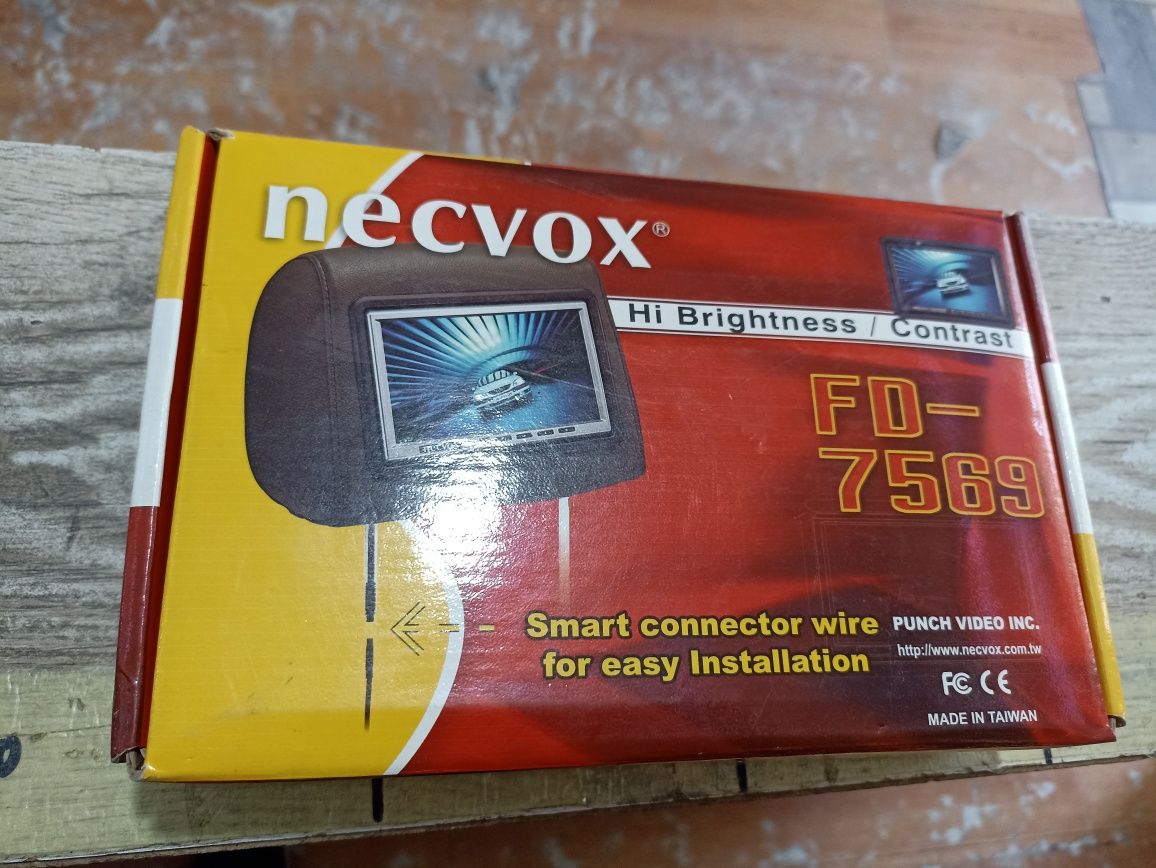 necvox®
Hi Brightness / Contrast
FD-
7569
Smart connector wire
for easy Installation
PUNCH VIDEO INC.
http://www.necvox.com.tw
FC CE
MADE IN TAIWAN